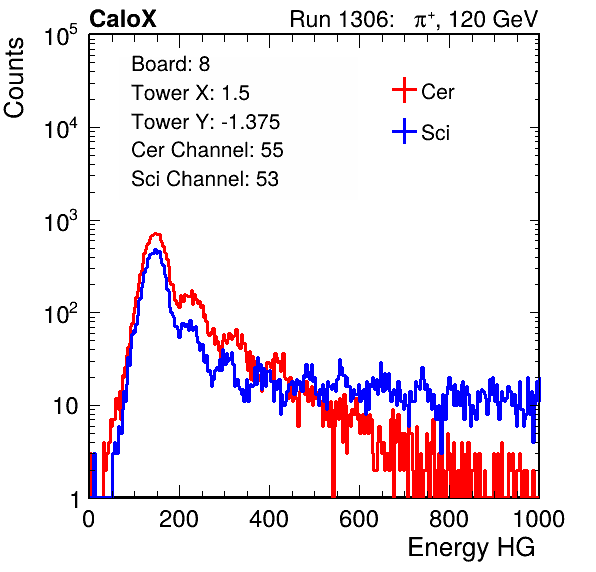 CaloX Run 1306: π⁺, 120 GeV
Counts
Board: 8
Tower X: 1.5
Tower Y: -1.375
Cer Channel: 55
Sci Channel: 53
Cer
Sci
10⁵
10⁴
10³
10²
10
1
0 200 400 600 800 1000
Energy HG